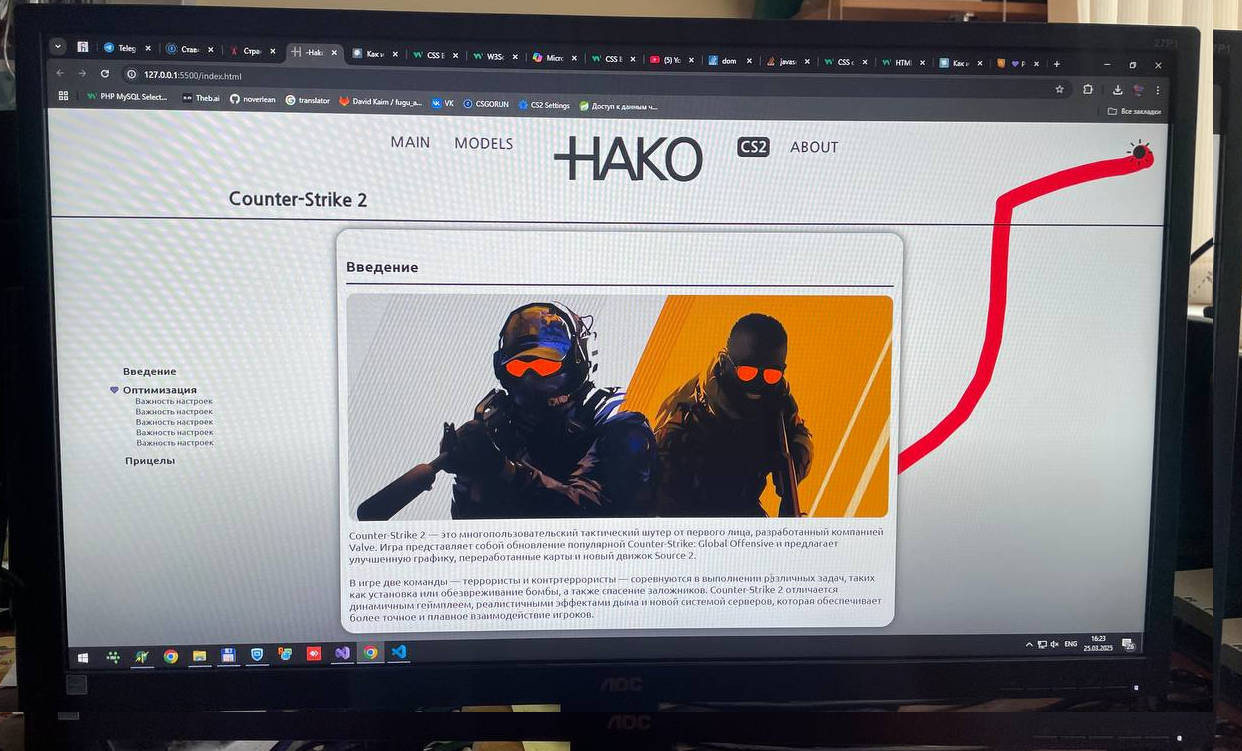 27P1
Teleg
Став
Стра
-Hak
Как и
CSS E
W3Sc
Micr
CSS E
(5) Yc
dom
javas
CSS c
HTMl
Как и
127.0.0.1:5500/index.html
PHP MySQL Select...
Theb.ai
noverlean
translator
David Kaim / fugu_a...
VK
CSGORUN
CS2 Settings
Доступ к данным ч...
Все закладки
MAIN MODELS HAKO CS2 ABOUT
Counter-Strike 2
Введение
Введение
Оптимизация
Важность настроек
Важность настроек
Важность настроек
Важность настроек
Важность настроек
Прицелы
Counter-Strike 2 — это многопользовательский тактический шутер от первого лица, разработанный компанией
Valve. Игра представляет собой обновление популярной Counter-Strike: Global Offensive и предлагает
улучшенную графику, переработанные карты и новый движок Source 2.
В игре две команды — террористы и контртеррористы — соревнуются в выполнении различных задач, таких
как установка или обезвреживание бомбы, а также спасение заложников. Counter-Strike 2 отличается
динамичным геймплеем, реалистичными эффектами дыма и новой системой серверов, которая обеспечивает
более точное и плавное взаимодействие игроков.
ENG
16:23
25.03.2025
AOC
AOC